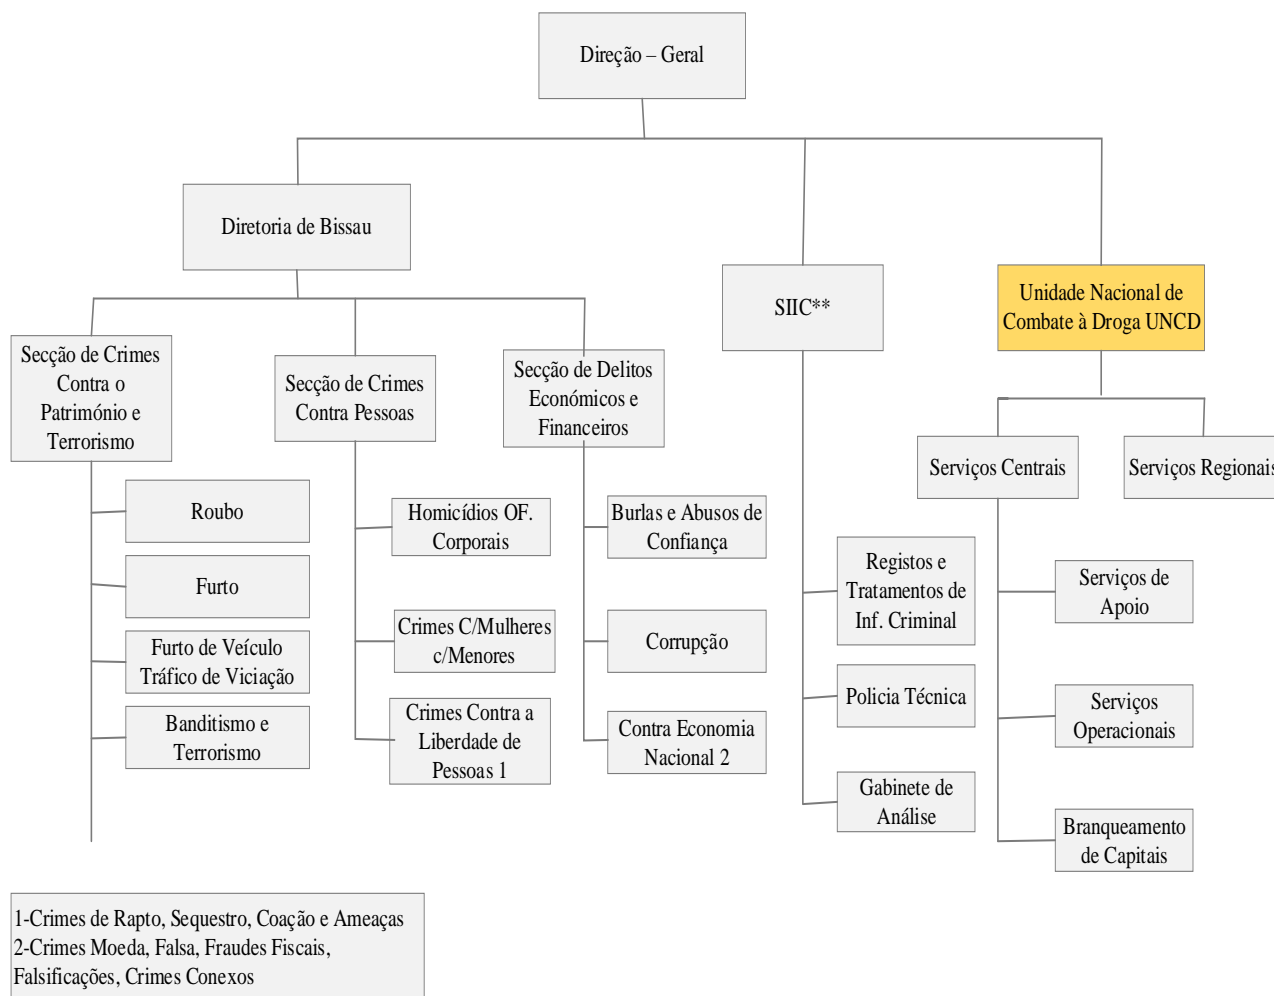 Direção – Geral
Diretoria de Bissau
SIIC**
Unidade Nacional de
Combate à Droga UNCD
Secção de Crimes
Contra o
Património e
Terrorismo
Secção de Crimes
Contra Pessoas
Secção de Delitos
Económicos e
Financeiros
Serviços Centrais
Serviços Regionais
Roubo
Furto
Furto de Veículo
Tráfico de Viciação
Banditismo e
Terrorismo
Homicídios OF.
Corporais
Crimes C/Mulheres
c/Menores
Crimes Contra a
Liberdade de
Pessoas 1
Burlas e Abusos de
Confiança
Corrupção
Contra Economia
Nacional 2
Registos e
Tratamentos de
Inf. Criminal
Policia Técnica
Gabinete de
Análise
Serviços de
Apoio
Serviços
Operacionais
Branqueamento
de Capitais
1-Crimes de Rapto, Sequestro, Coação e Ameaças
2-Crimes Moeda, Falsa, Fraudes Fiscais,
Falsificações, Crimes Conexos